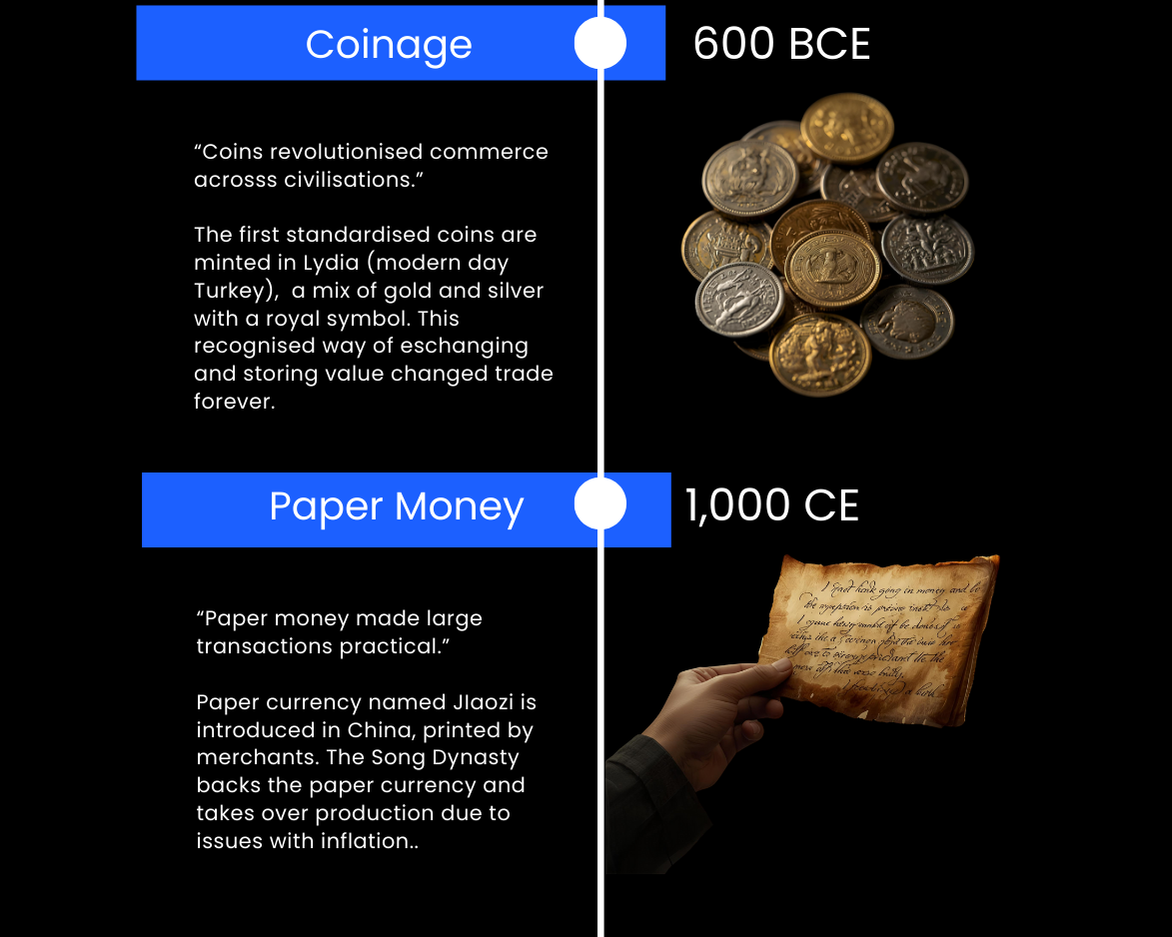 Coinage
600 BCE
“Coins revolutionised commerce
acrosss civilisations.”
The first standardised coins are
minted in Lydia (modern day
Turkey),  a mix of gold and silver
with a royal symbol. This
recognised way of eschanging
and storing value changed trade
forever.
Paper Money
1,000 CE
“Paper money made large
transactions practical.”
Paper currency named JIaozi is
introduced in China, printed by
merchants. The Song Dynasty
backs the paper currency and
takes over production due to
issues with inflation..